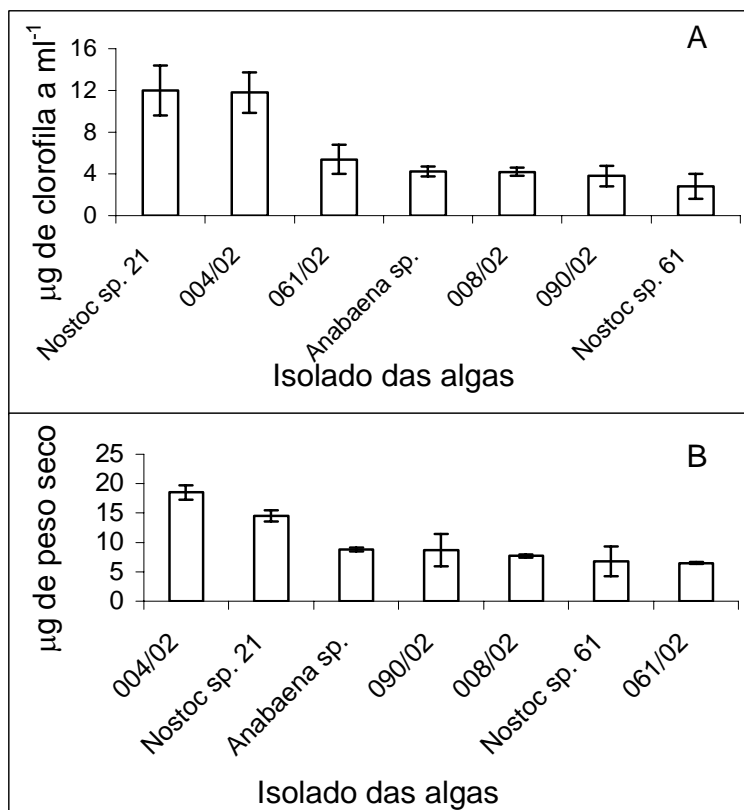 A
µg de clorofila a ml⁻¹
16
12
8
4
0
Nostoc sp. 21
004/02
061/02
Anabaena sp.
008/02
090/02
Nostoc sp. 61
Isolado das algas
B
µg de peso seco
25
20
15
10
5
0
004/02
Nostoc sp. 21
Anabaena sp.
090/02
008/02
Nostoc sp. 61
061/02
Isolado das algas